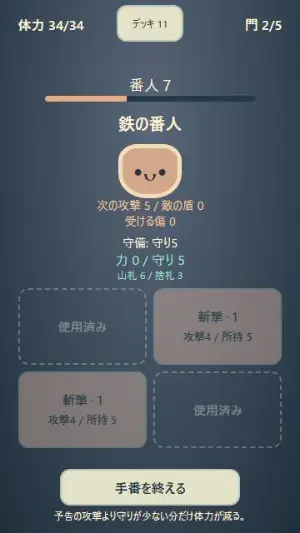 体力 34/34
デッキ 11
門 2/5
番人 7
鉄の番人
次の攻撃 5 / 敵の盾 0
受ける傷 0
守備: 守り5
力 0 / 守り 5
山札 6 / 捨札 3
使用済み
斬撃 · 1
攻撃4 / 所持 5
斬撃 · 1
攻撃4 / 所持 5
使用済み
手番を終える
予告の攻撃より守りが少ない分だけ体力が減る。